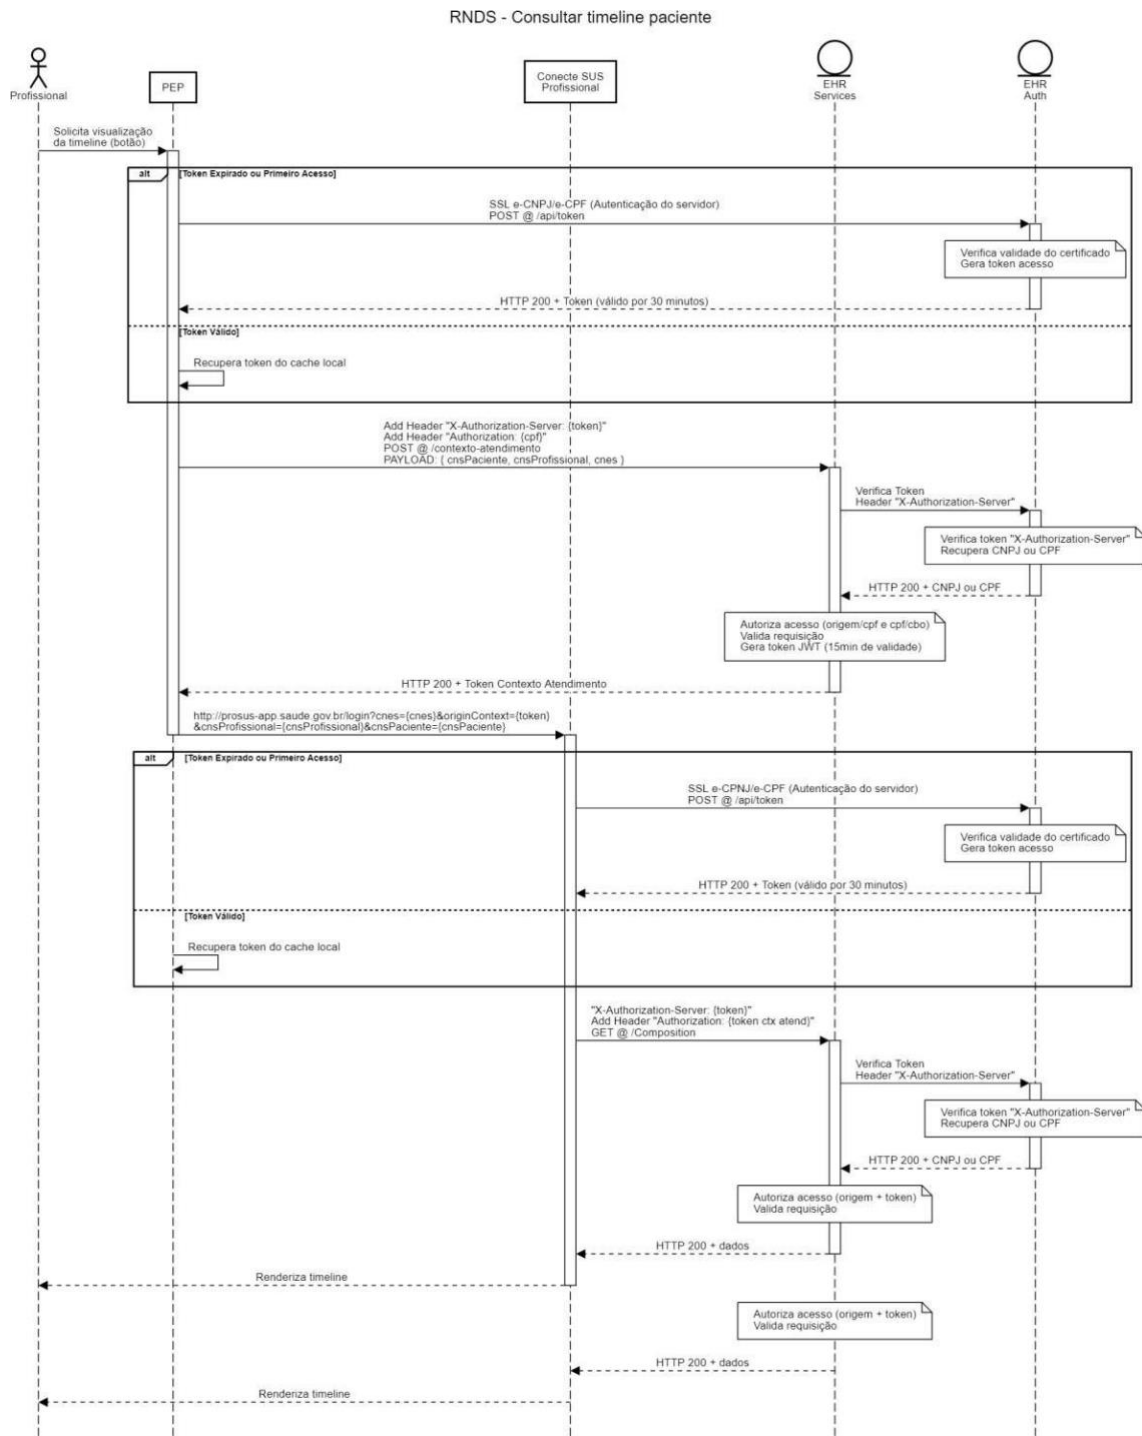 RNDS - Consultar timeline paciente
Profissional
PEP
Conecte SUS
Profissional
EHR
Services
EHR
Auth
Solicita visualização
da timeline (botão)
alt
[Token Expirado ou Primeiro Acesso]
SSL e-CNPJ/e-CPF (Autenticação do servidor)
POST @ /api/token
Verifica validade do certificado
Gera token acesso
HTTP 200 + Token (válido por 30 minutos)
[Token Válido]
Recupera token do cache local
Add Header "X-Authorization-Server: {token}"
Add Header "Authorization: {cpf}"
POST @ /contexto-atendimento
PAYLOAD: { cnsPaciente, cnsProfissional, cnes }
Verifica Token
Header "X-Authorization-Server"
Verifica token "X-Authorization-Server"
Recupera CNPJ ou CPF
HTTP 200 + CNPJ ou CPF
Autoriza acesso (origem/cpf e cpf/cbo)
Valida requisição
Gera token JWT (15min de validade)
HTTP 200 + Token Contexto Atendimento
http://prosus-app.saude.gov.br/login?cnes={cnes}&originContext={token}
&cnsProfissional={cnsProfissional}&cnsPaciente={cnsPaciente}
alt
[Token Expirado ou Primeiro Acesso]
SSL e-CPNJ/e-CPF (Autenticação do servidor)
POST @ /api/token
Verifica validade do certificado
Gera token acesso
HTTP 200 + Token (válido por 30 minutos)
[Token Válido]
Recupera token do cache local
"X-Authorization-Server: {token}"
Add Header "Authorization: {token ctx atend}"
GET @ /Composition
Verifica Token
Header "X-Authorization-Server"
Verifica token "X-Authorization-Server"
Recupera CNPJ ou CPF
HTTP 200 + CNPJ ou CPF
Autoriza acesso (origem + token)
Valida requisição
HTTP 200 + dados
Renderiza timeline
Autoriza acesso (origem + token)
Valida requisição
HTTP 200 + dados
Renderiza timeline